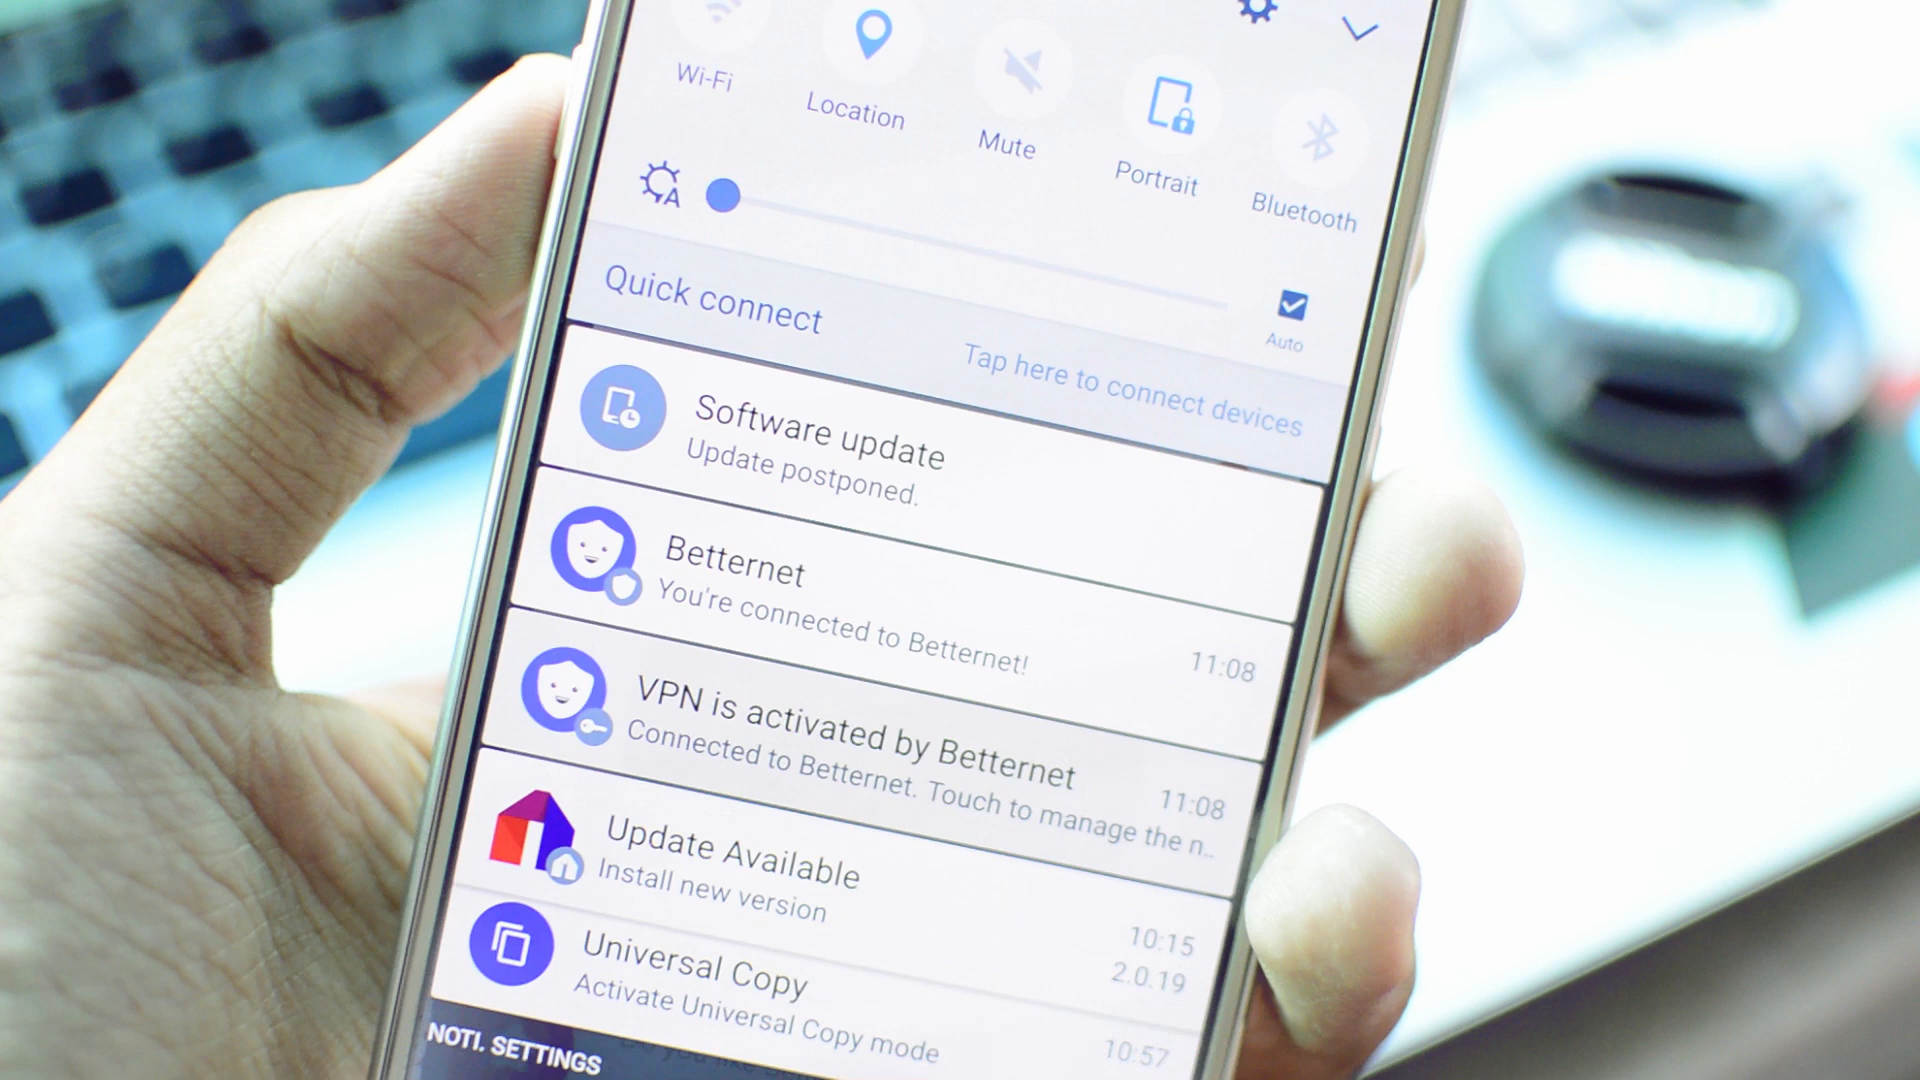 Wi-Fi
Location
Mute
Portrait
Bluetooth
A
Auto
Quick connect
Tap here to connect devices
Software update
Update postponed.
Betternet
You're connected to Betternet!
11:08
VPN is activated by Betternet
Connected to Betternet. Touch to manage the n..
11:08
Update Available
Install new version
10:15
2.0.19
Universal Copy
Activate Universal Copy mode
10:57
NOTI. SETTINGS